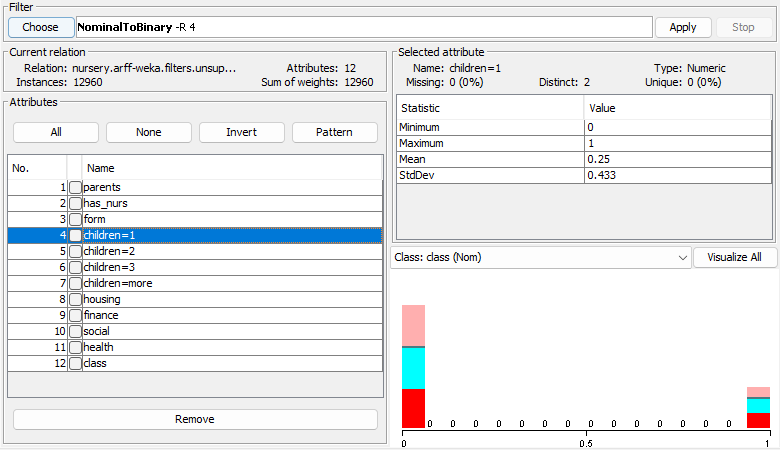 Filter
Choose NominalToBinary -R 4 Apply Stop
Current relation
Relation: nursery.arff-weka.filters.unsup... Attributes: 12
Instances: 12960 Sum of weights: 12960
Attributes
All None Invert Pattern
No. Name
1 parents
2 has_nurs
3 form
4 children=1
5 children=2
6 children=3
7 children=more
8 housing
9 finance
10 social
11 health
12 class
Remove
Selected attribute
Name: children=1 Type: Numeric
Missing: 0 (0%) Distinct: 2 Unique: 0 (0%)
Statistic Value
Minimum 0
Maximum 1
Mean 0.25
StdDev 0.433
Class: class (Nom) Visualize All
0 0 0 0 0 0 0 0 0 0 0 0 0
0 0.5 1